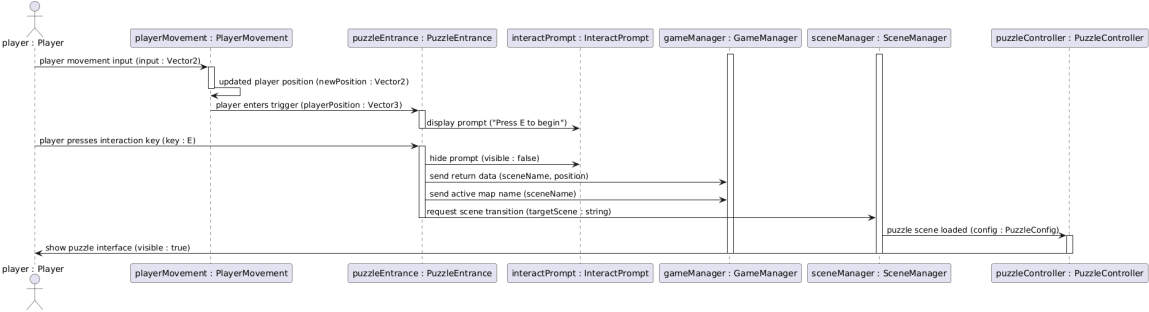 player : Player
playerMovement : PlayerMovement
puzzleEntrance : PuzzleEntrance
interactPrompt : InteractPrompt
gameManager : GameManager
sceneManager : SceneManager
puzzleController : PuzzleController
player movement input (input : Vector2)
updated player position (newPosition : Vector2)
player enters trigger (playerPosition : Vector3)
display prompt ("Press E to begin")
player presses interaction key (key : E)
hide prompt (visible : false)
send return data (sceneName, position)
send active map name (sceneName)
request scene transition (targetScene : string)
puzzle scene loaded (config : PuzzleConfig)
show puzzle interface (visible : true)
player : Player
playerMovement : PlayerMovement
puzzleEntrance : PuzzleEntrance
interactPrompt : InteractPrompt
gameManager : GameManager
sceneManager : SceneManager
puzzleController : PuzzleController